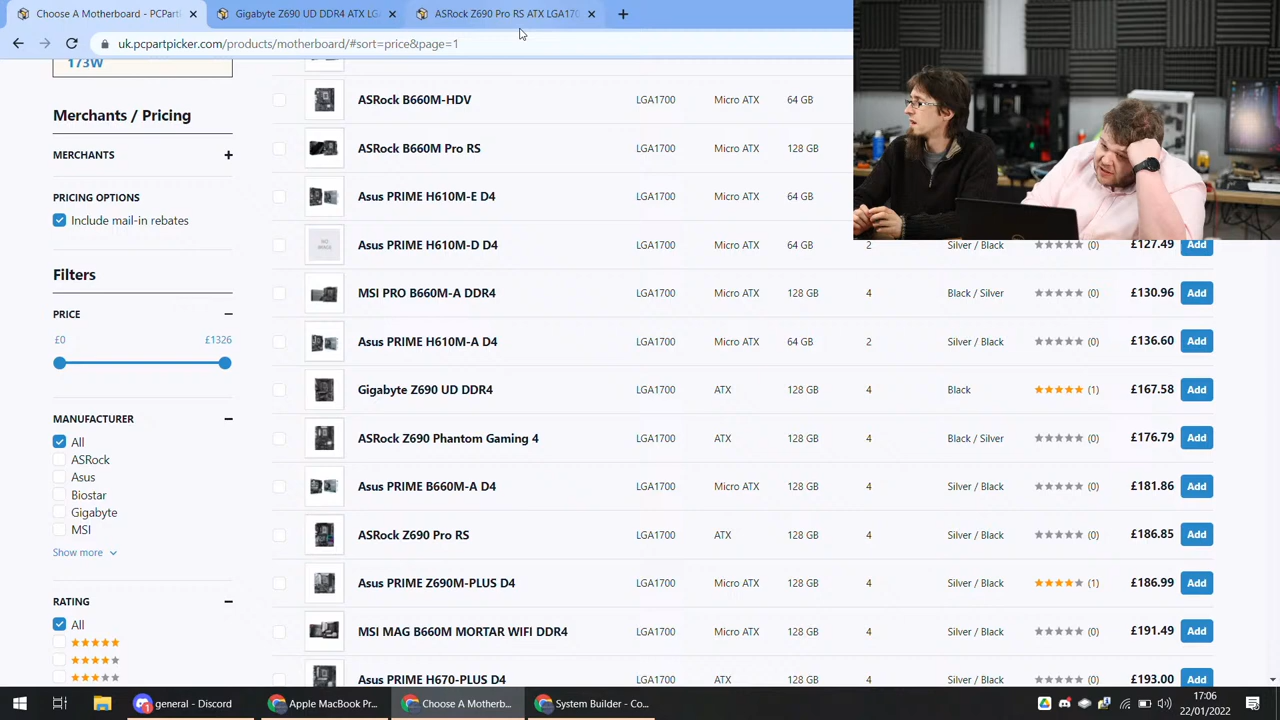 Choose A Motherboard - PCPartP
Gigabyte Z690 UD DDR4 ATX
ASRock Z690 Pro RS ATX LGA170
uk.pcpartpicker.com/products/motherboard/#sort=price&page=1
173W
Merchants / Pricing
MERCHANTS
PRICING OPTIONS
Include mail-in rebates
Filters
PRICE
£0 £1326
MANUFACTURER
All
ASRock
Asus
Biostar
Gigabyte
MSI
Show more
RATING
All
ASRock B660M-HDV LGA1700 Micro ATX 64 GB
ASRock B660M Pro RS LGA1700 Micro ATX 128 GB
Asus PRIME H610M-E D4 LGA1700 Micro ATX 64 GB
NO IMAGE Asus PRIME H610M-D D4 LGA1700 Micro ATX 64 GB 2 Silver / Black (0) £127.49 Add
MSI PRO B660M-A DDR4 LGA1700 Micro ATX 128 GB 4 Black / Silver (0) £130.96 Add
Asus PRIME H610M-A D4 LGA1700 Micro ATX 64 GB 2 Silver / Black (0) £136.60 Add
Gigabyte Z690 UD DDR4 LGA1700 ATX 128 GB 4 Black (1) £167.58 Add
ASRock Z690 Phantom Gaming 4 LGA1700 ATX 128 GB 4 Black / Silver (0) £176.79 Add
Asus PRIME B660M-A D4 LGA1700 Micro ATX 128 GB 4 Silver / Black (0) £181.86 Add
ASRock Z690 Pro RS LGA1700 ATX 128 GB 4 Silver / Black (0) £186.85 Add
Asus PRIME Z690M-PLUS D4 LGA1700 Micro ATX 128 GB 4 Silver / Black (1) £186.99 Add
MSI MAG B660M MORTAR WIFI DDR4 LGA1700 Micro ATX 128 GB 4 Silver / Black (0) £191.49 Add
Asus PRIME H670-PLUS D4 LGA1700 ATX 128 GB 4 Silver / Black (0) £193.00 Add
general - Discord
Apple MacBook
Choose A Motherb...
System Builder - Co...
17:06
22/01/2022